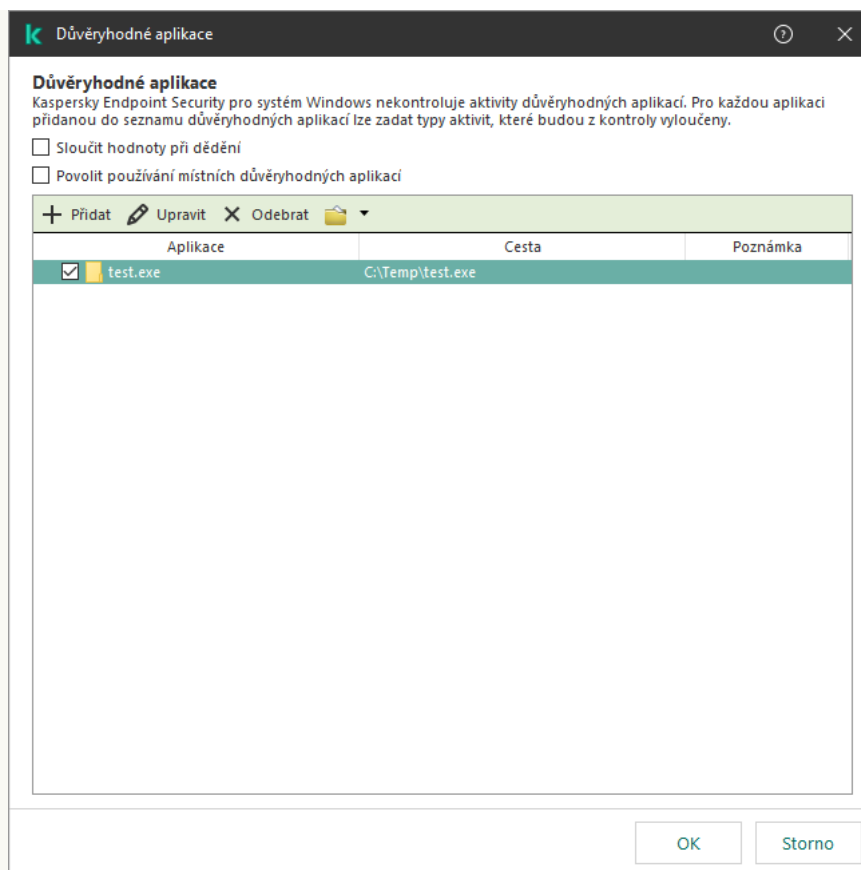 Důvěryhodné aplikace
Důvěryhodné aplikace
Kaspersky Endpoint Security pro systém Windows nekontroluje aktivity důvěryhodných aplikací. Pro každou aplikaci
přidanou do seznamu důvěryhodných aplikací lze zadat typy aktivit, které budou z kontroly vyloučeny.
Sloučit hodnoty při dědění
Povolit používání místních důvěryhodných aplikací
Přidat Upravit Odebrat
Aplikace Cesta Poznámka
test.exe C:\Temp\test.exe
OK Storno